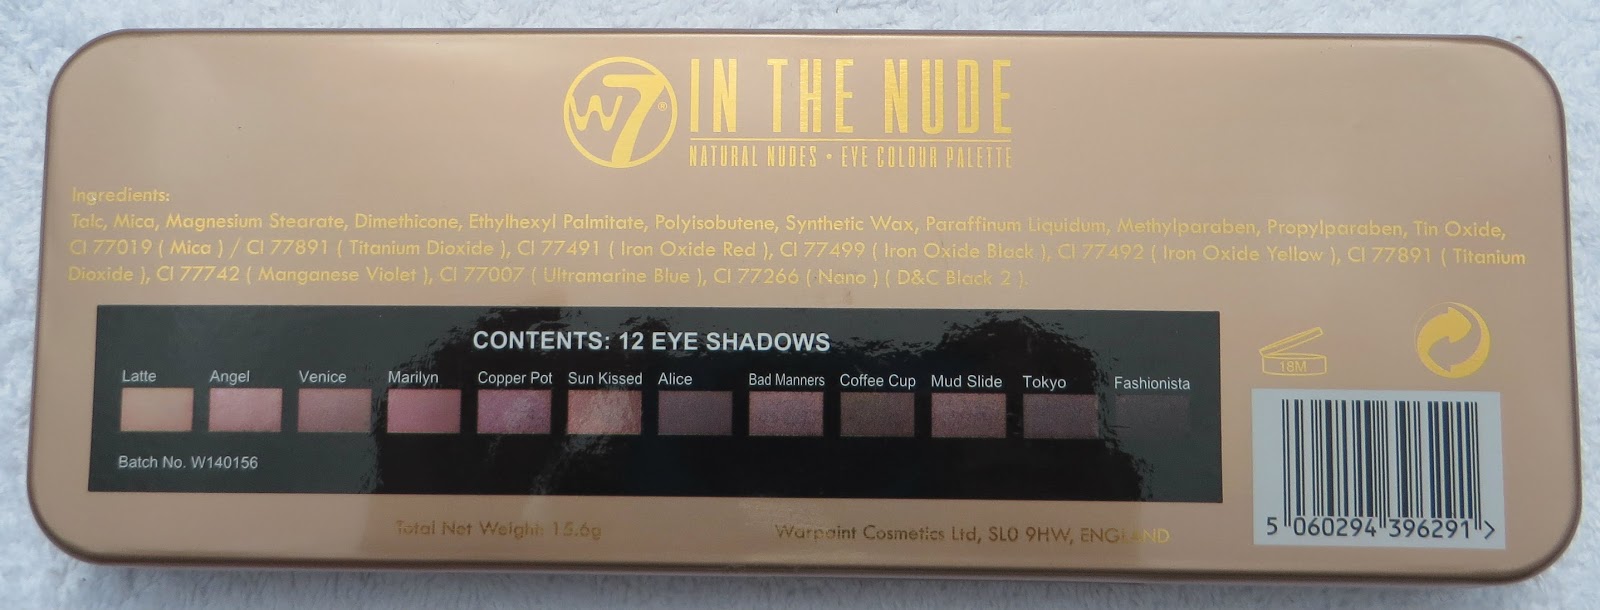 W7® IN THE NUDE
NATURAL NUDES • EYE COLOUR PALETTE
Ingredients:
Talc, Mica, Magnesium Stearate, Dimethicone, Ethylhexyl Palmitate, Polyisobutene, Synthetic Wax, Paraffinum Liquidum, Methylparaben, Propylparaben, Tin Oxide,
CI 77019 ( Mica ) / CI 77891 ( Titanium Dioxide ), CI 77491 ( Iron Oxide Red ), CI 77499 ( Iron Oxide Black ), CI 77492 ( Iron Oxide Yellow ), CI 77891 ( Titanium
Dioxide ), CI 77742 ( Manganese Violet ), CI 77007 ( Ultramarine Blue ), CI 77266 ( Nano ) ( D&C Black 2 ).
CONTENTS: 12 EYE SHADOWS
Latte Angel Venice Marilyn Copper Pot Sun Kissed Alice Bad Manners Coffee Cup Mud Slide Tokyo Fashionista
Batch No. W140156
18M
Total Net Weight: 15.6g
Warpaint Cosmetics Ltd, SL0 9HW, ENGLAND
5 060294 396291 >